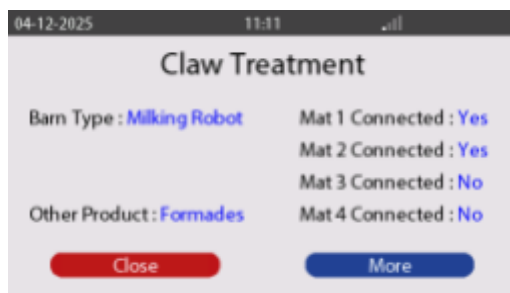 04-12-2025 11:11
Claw Treatment
Barn Type : Milking Robot Mat 1 Connected : Yes
Mat 2 Connected : Yes
Mat 3 Connected : No
Other Product : Formades Mat 4 Connected : No
Close More